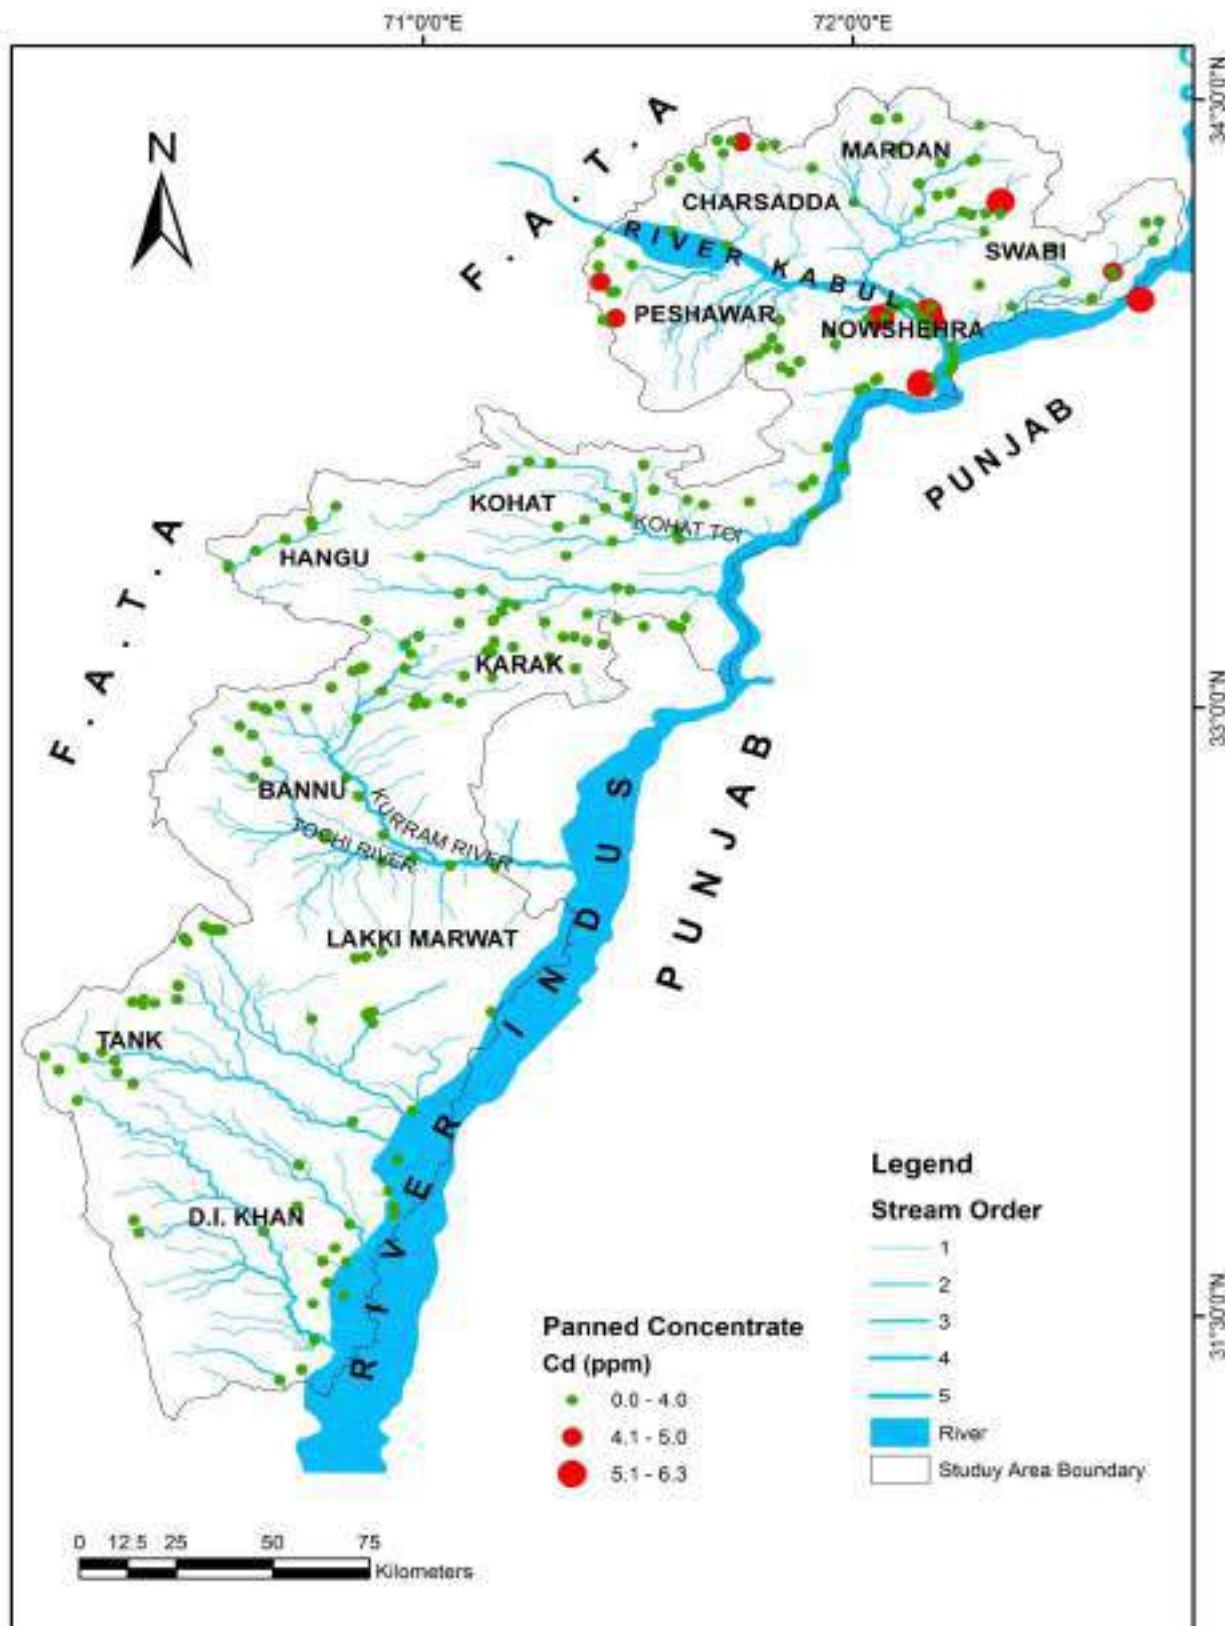 71°0'0"E 72°0'0"E
34°30'0"N
N
F . A . T . A
MARDAN
CHARSADDA
SWABI
RIVER KABUL
PESHAWAR
NOWSHEHRA
PUNJAB
KOHAT
KOHAT TOI
HANGU
F . A . T . A
KARAK
33°0'0"N
BANNU
KURRAM RIVER
TOCHI RIVER
PUNJAB
LAKKI MARWAT
RIVER INDUS
TANK
D.I. KHAN
31°30'0"N
Legend
Stream Order
1
2
3
4
5
River
Studuy Area Boundary
Panned Concentrate
Cd (ppm)
0.0 - 4.0
4.1 - 5.0
5.1 - 6.3
0 12.5 25 50 75
Kilometers